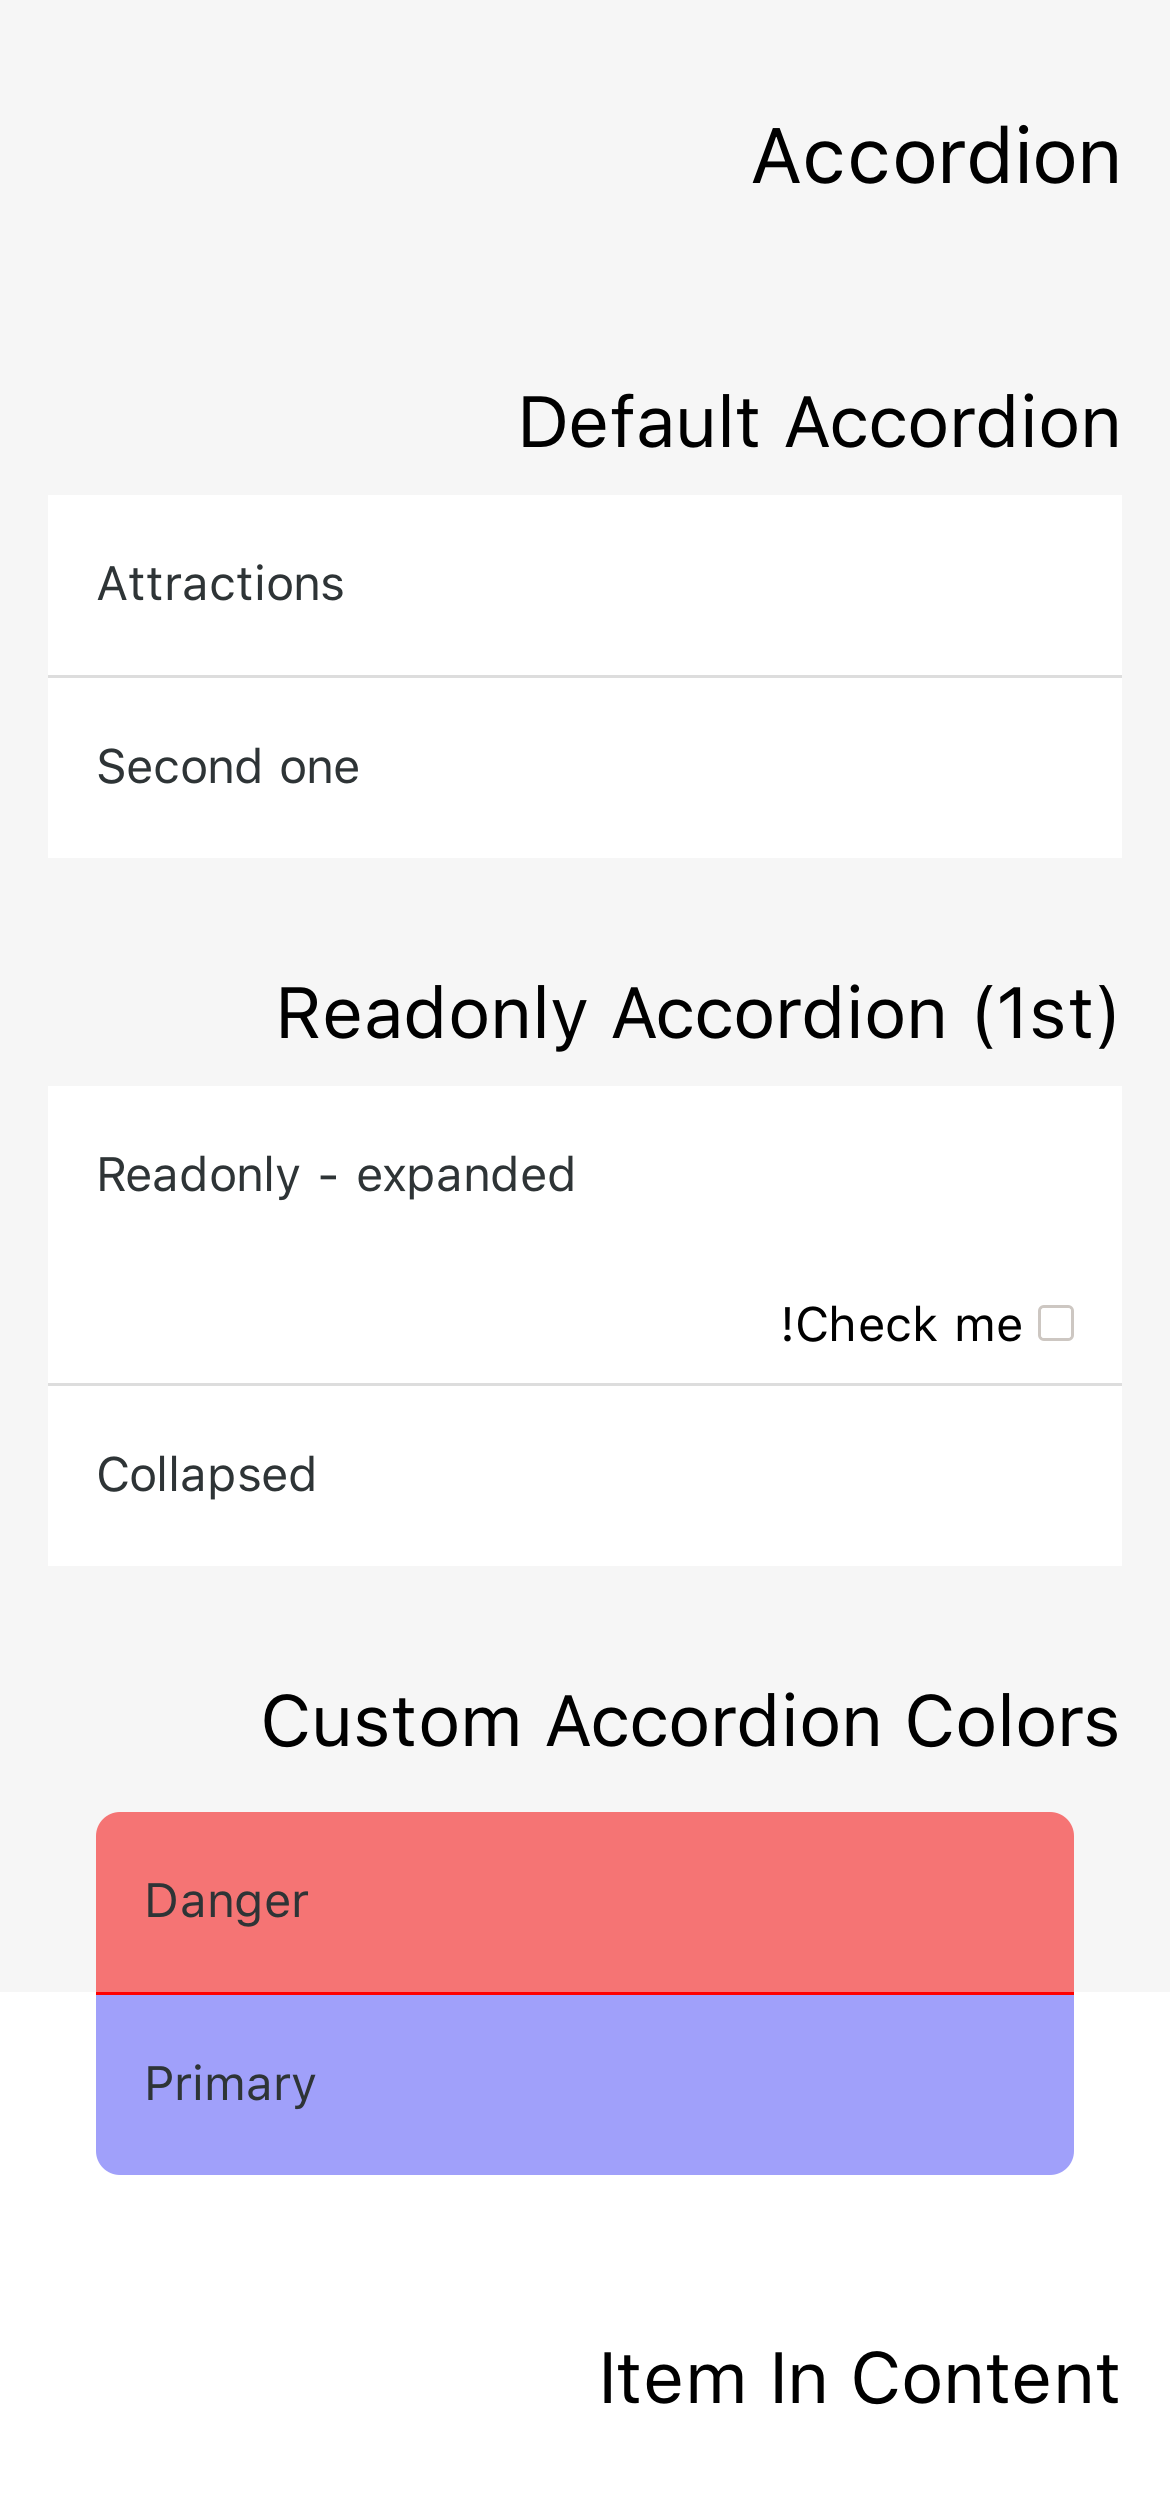 Accordion
Default Accordion
Attractions
Second one
Readonly Accordion (1st)
Readonly - expanded
!Check me
Collapsed
Custom Accordion Colors
Danger
Primary
Item In Content